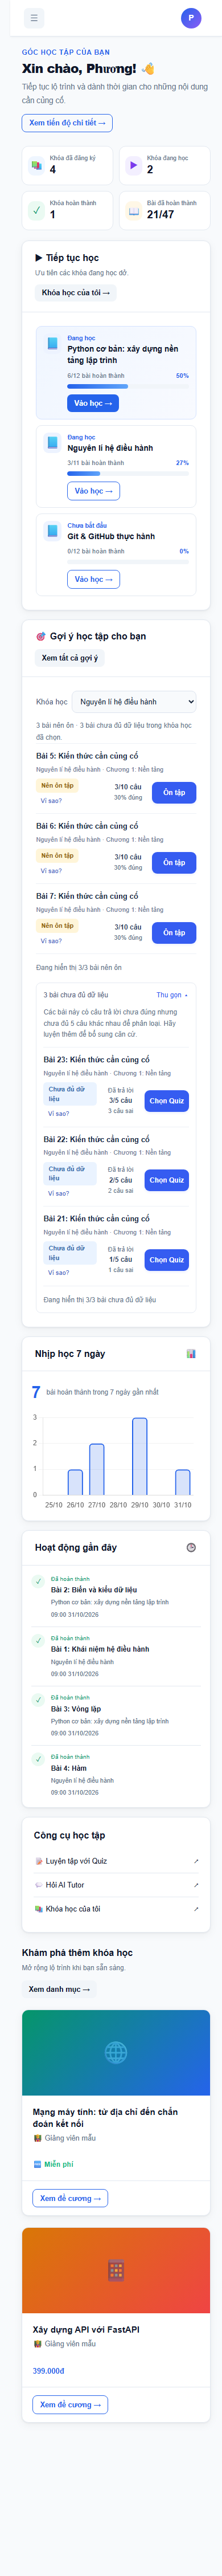 P
GÓC HỌC TẬP CỦA BẠN
Xin chào, Phương!
Tiếp tục lộ trình và dành thời gian cho những nội dung
cần củng cố.
Xem tiến độ chi tiết →
Khóa đã đăng ký
4
Khóa đang học
2
Khóa hoàn thành
1
Bài đã hoàn thành
21/47
▶ Tiếp tục học
Ưu tiên các khóa đang học dở.
Khóa học của tôi →
Đang học
Python cơ bản: xây dựng nền
tảng lập trình
6/12 bài hoàn thành 50%
Vào học →
Đang học
Nguyên lí hệ điều hành
3/11 bài hoàn thành 27%
Vào học →
Chưa bắt đầu
Git & GitHub thực hành
0/12 bài hoàn thành 0%
Vào học →
Gợi ý học tập cho bạn
Xem tất cả gợi ý
Khóa học Nguyên lí hệ điều hành
3 bài nên ôn · 3 bài chưa đủ dữ liệu trong khóa học
đã chọn.
Bài 5: Kiến thức cần củng cố
Nguyên lí hệ điều hành · Chương 1: Nền tảng
Nên ôn tập
Vì sao?
3/10 câu
30% đúng
Ôn tập
Bài 6: Kiến thức cần củng cố
Nguyên lí hệ điều hành · Chương 1: Nền tảng
Nên ôn tập
Vì sao?
3/10 câu
30% đúng
Ôn tập
Bài 7: Kiến thức cần củng cố
Nguyên lí hệ điều hành · Chương 1: Nền tảng
Nên ôn tập
Vì sao?
3/10 câu
30% đúng
Ôn tập
Đang hiển thị 3/3 bài nên ôn
3 bài chưa đủ dữ liệu Thu gọn
Các bài này có câu trả lời chưa đúng nhưng
chưa đủ 5 câu khác nhau để phân loại. Hãy
luyện thêm để bổ sung căn cứ.
Bài 23: Kiến thức cần củng cố
Nguyên lí hệ điều hành · Chương 1: Nền tảng
Chưa đủ dữ
liệu
Vì sao?
Đã trả lời
3/5 câu
3 câu sai
Chọn Quiz
Bài 22: Kiến thức cần củng cố
Nguyên lí hệ điều hành · Chương 1: Nền tảng
Chưa đủ dữ
liệu
Vì sao?
Đã trả lời
2/5 câu
2 câu sai
Chọn Quiz
Bài 21: Kiến thức cần củng cố
Nguyên lí hệ điều hành · Chương 1: Nền tảng
Chưa đủ dữ
liệu
Vì sao?
Đã trả lời
1/5 câu
1 câu sai
Chọn Quiz
Đang hiển thị 3/3 bài chưa đủ dữ liệu
Nhịp học 7 ngày
7 bài hoàn thành trong 7 ngày gần nhất
3
2
1
0
25/10 26/10 27/10 28/10 29/10 30/10 31/10
Hoạt động gần đây
Đã hoàn thành
Bài 2: Biến và kiểu dữ liệu
Python cơ bản: xây dựng nền tảng lập trình
09:00 31/10/2026
Đã hoàn thành
Bài 1: Khái niệm hệ điều hành
Nguyên lí hệ điều hành
09:00 31/10/2026
Đã hoàn thành
Bài 3: Vòng lặp
Python cơ bản: xây dựng nền tảng lập trình
09:00 31/10/2026
Đã hoàn thành
Bài 4: Hàm
Nguyên lí hệ điều hành
09:00 31/10/2026
Công cụ học tập
Luyện tập với Quiz ↗
Hỏi AI Tutor ↗
Khóa học của tôi ↗
Khám phá thêm khóa học
Mở rộng lộ trình khi bạn sẵn sàng.
Xem danh mục →
Mạng máy tính: từ địa chỉ đến chẩn
đoán kết nối
Giảng viên mẫu
Miễn phí
Xem đề cương →
Xây dựng API với FastAPI
Giảng viên mẫu
399.000đ
Xem đề cương →